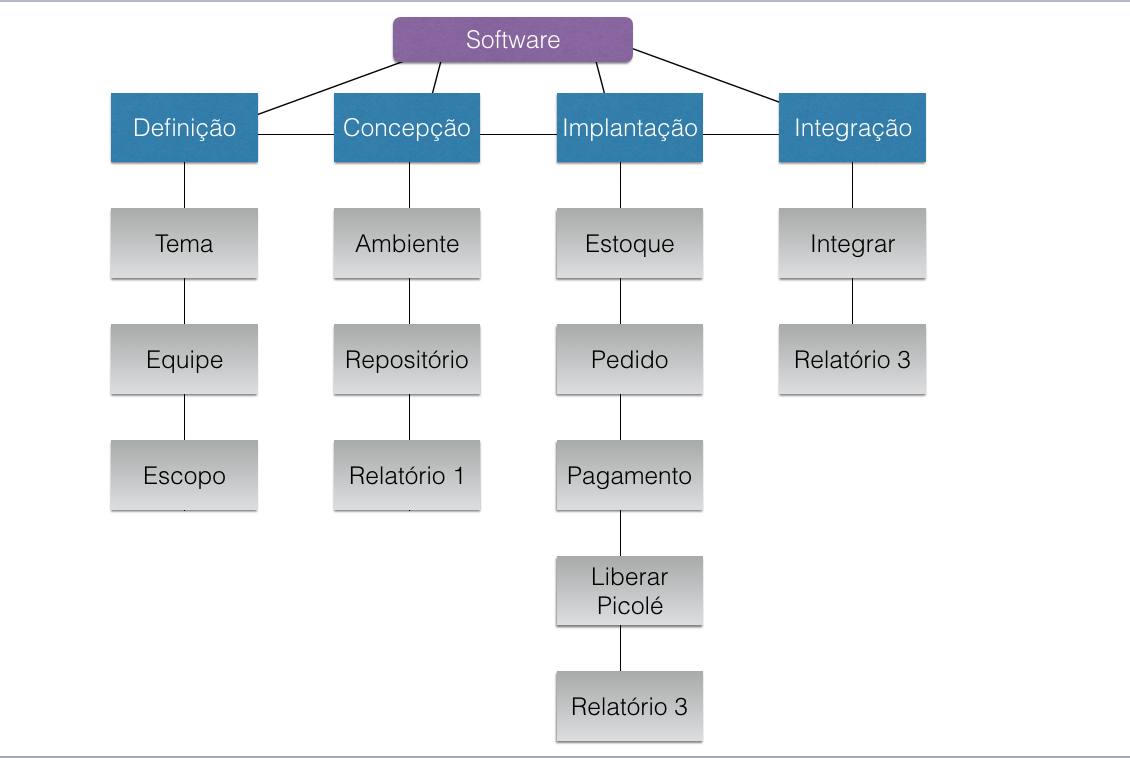 Software
Definição
Concepção
Implantação
Integração
Tema
Ambiente
Estoque
Integrar
Equipe
Repositório
Pedido
Relatório 3
Escopo
Relatório 1
Pagamento
Liberar
Picolé
Relatório 3